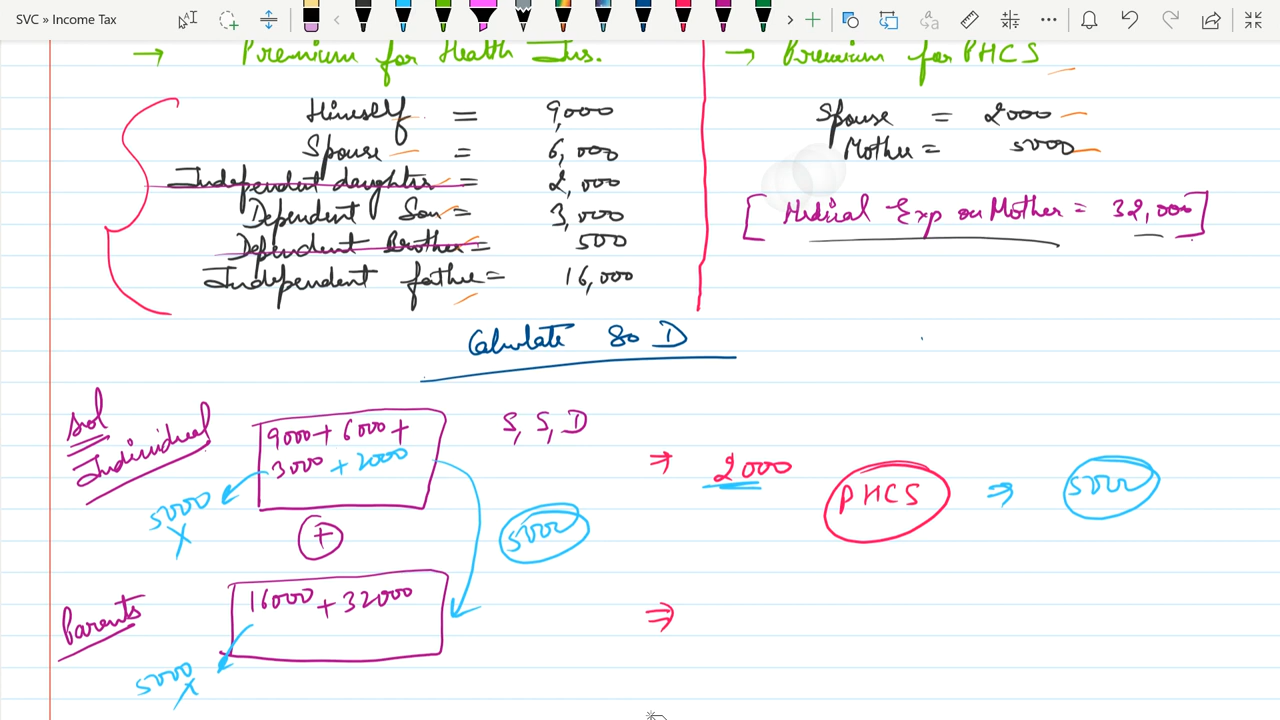 SVC » Income Tax
→ Premium for Health Ins.
Himself = 9,000
Spouse = 6,000
Independent daughter = 2,000
Dependent Son = 3,000
Dependent Brother = 500
Independent father = 16,000
→ Premium for PHCS
Spouse = 2000
Mother = 5000
[Medical Exp on Mother = 32,000]
Calculate 80 D
Sol
Individual
9000 + 6000 +
3000 + 2000
S, S, D
⇒ 2000
PHCS ⇒ 5000
5000
X
+
5000
Parents
16000 + 32000
⇒
5000
X